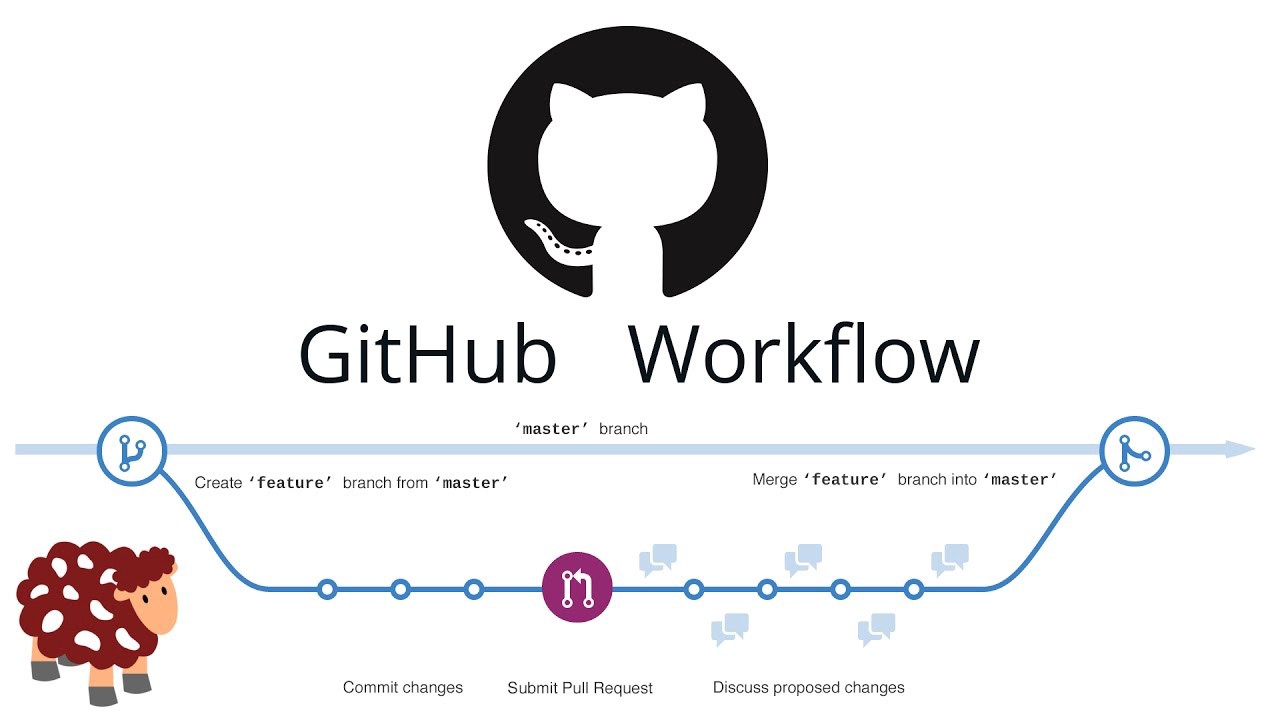 GitHub Workflow
‘master’ branch
Create ‘feature’ branch from ‘master’
Merge ‘feature’ branch into ‘master’
Commit changes
Submit Pull Request
Discuss proposed changes